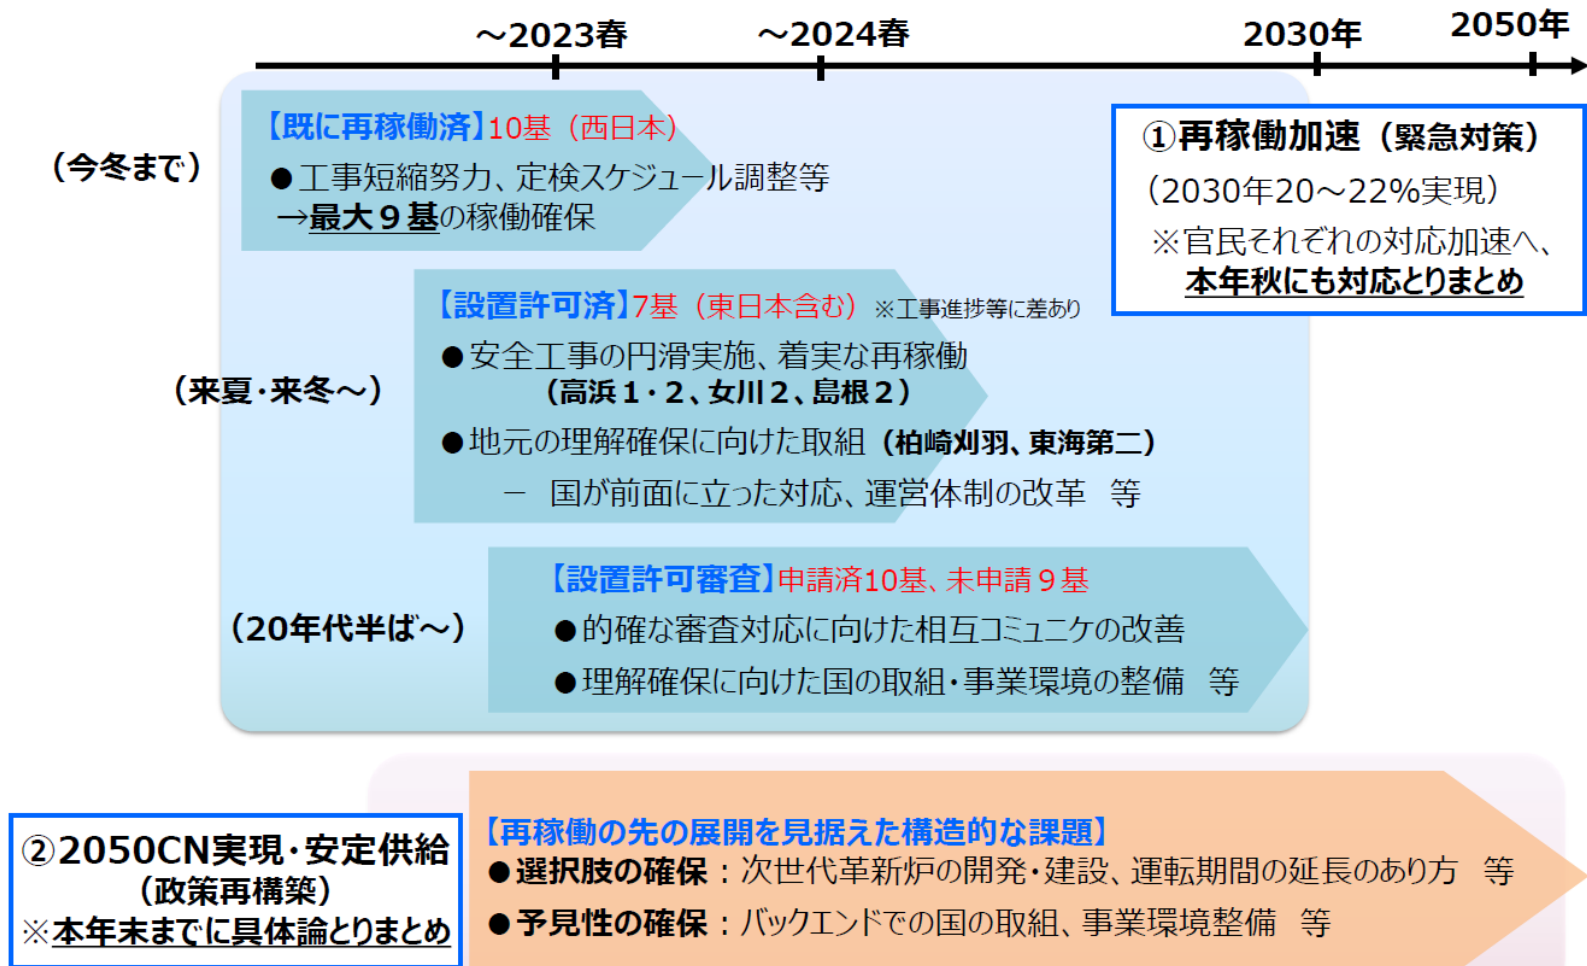 ～2023春 ～2024春 2030年 2050年
（今冬まで）
【既に再稼働済】10基（西日本）
●工事短縮努力、定検スケジュール調整等
→最大９基の稼働確保
①再稼働加速（緊急対策）
（2030年20～22%実現）
※官民それぞれの対応加速へ、
本年秋にも対応とりまとめ
（来夏・来冬～）
【設置許可済】7基（東日本含む）※工事進捗等に差あり
●安全工事の円滑実施、着実な再稼働
（高浜１・２、女川２、島根２）
●地元の理解確保に向けた取組（柏崎刈羽、東海第二）
－ 国が前面に立った対応、運営体制の改革 等
（20年代半ば～）
【設置許可審査】申請済10基、未申請９基
●的確な審査対応に向けた相互コミュニケの改善
●理解確保に向けた国の取組・事業環境の整備 等
②2050CN実現・安定供給
（政策再構築）
※本年末までに具体論とりまとめ
【再稼働の先の展開を見据えた構造的な課題】
●選択肢の確保：次世代革新炉の開発・建設、運転期間の延長のあり方 等
●予見性の確保：バックエンドでの国の取組、事業環境整備 等